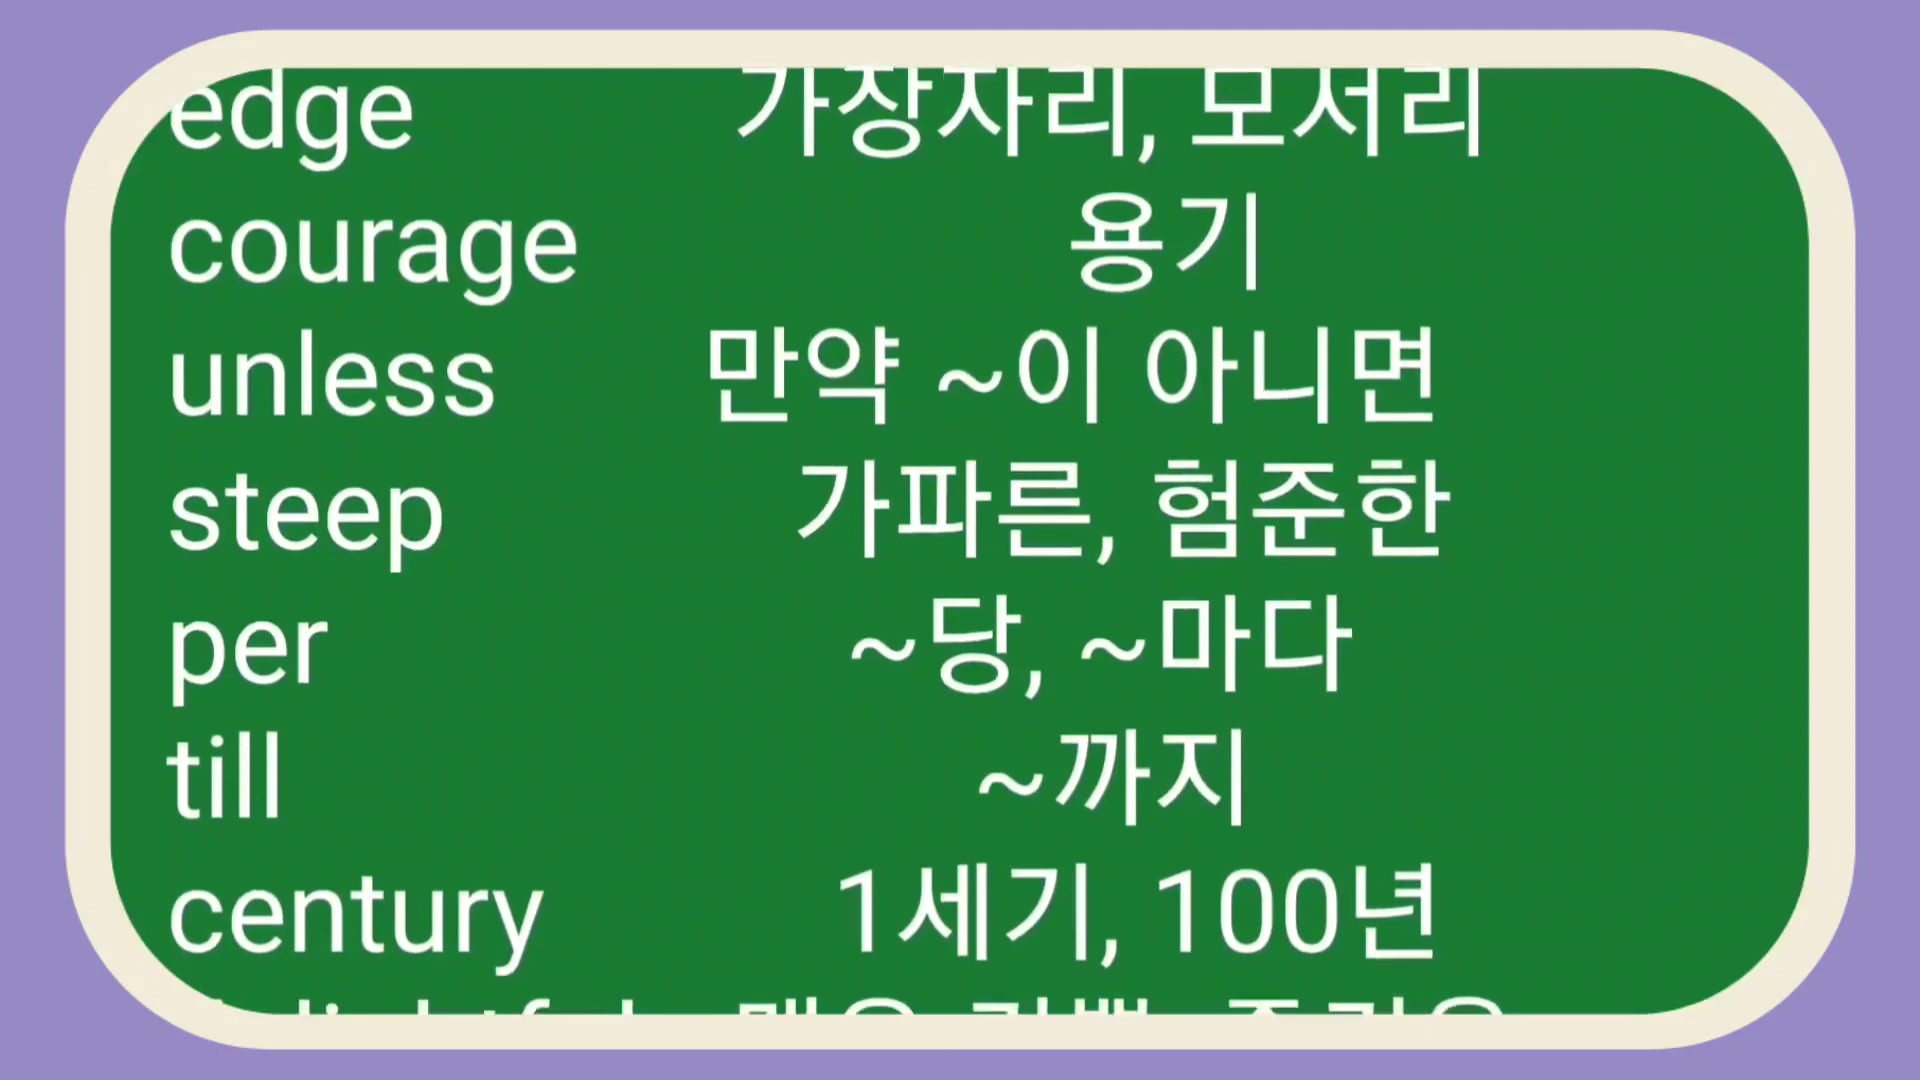 edge 가장자리, 모서리
courage 용기
unless 만약 ~이 아니면
steep 가파른, 험준한
per ~당, ~마다
till ~까지
century 1세기, 100년